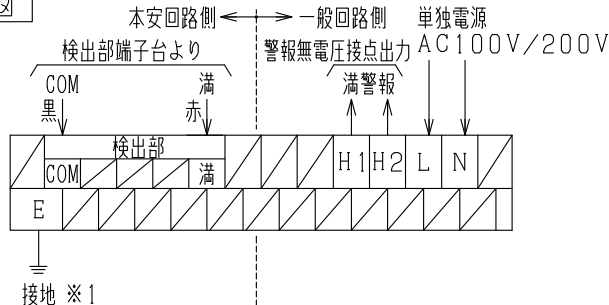 本安回路側 一般回路側 単独電源
検出部端子台より 警報無電圧接点出力 AC100V/200V
COM 満 満警報
黒 赤
検出部 H1 H2 L N
COM 満
E
接地 ※1